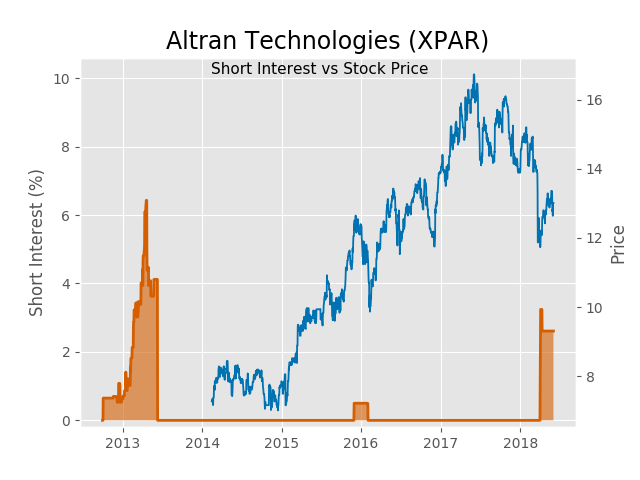 Altran Technologies (XPAR)
Short Interest vs Stock Price
Short Interest (%)
10
8
6
4
2
0
16
14
12
10
8
Price
2013 2014 2015 2016 2017 2018